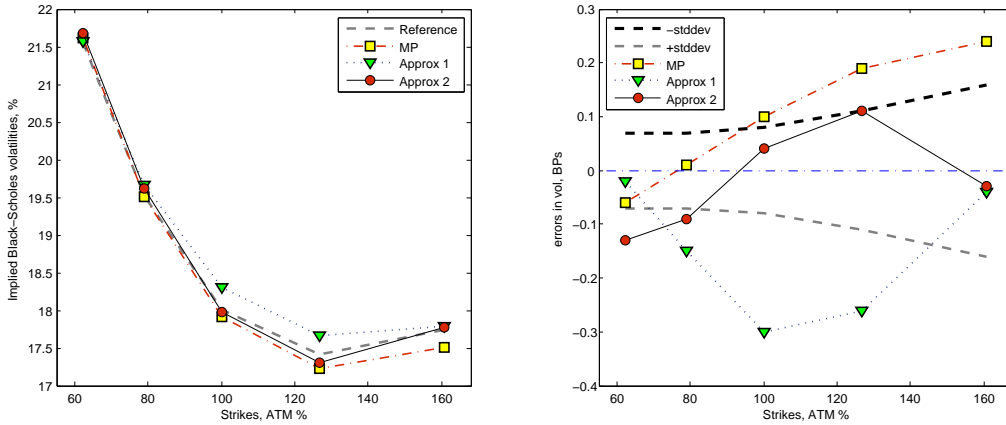 22
21.5
21
20.5
20
19.5
19
18.5
18
17.5
17
60
80
100
120
140
160
Strikes, ATM %
Implied Black−Scholes volatilities, %
Reference
MP
Approx 1
Approx 2
0.3
0.2
0.1
0
−0.1
−0.2
−0.3
−0.4
60
80
100
120
140
160
Strikes, ATM %
errors in vol, BPs
−stddev
+stddev
MP
Approx 1
Approx 2